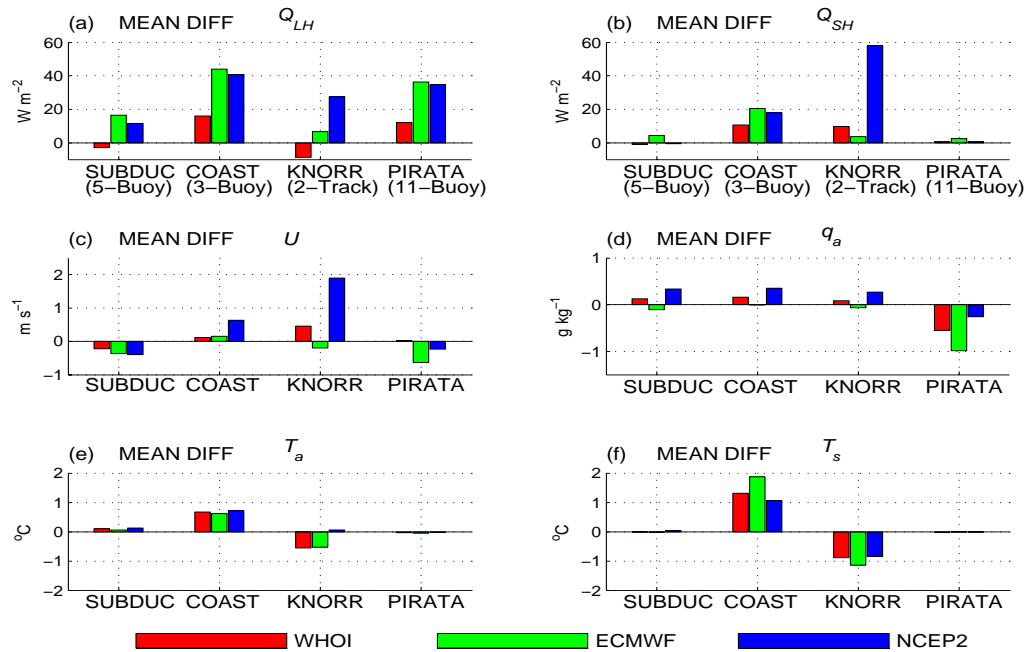 (a) MEAN DIFF Q_LH
60
40
20
0
W m⁻²
SUBDUC COAST KNORR PIRATA
(5−Buoy) (3−Buoy) (2−Track) (11−Buoy)
(b) MEAN DIFF Q_SH
60
40
20
0
W m⁻²
SUBDUC COAST KNORR PIRATA
(5−Buoy) (3−Buoy) (2−Track) (11−Buoy)
(c) MEAN DIFF U
2
1
0
−1
m s⁻¹
SUBDUC COAST KNORR PIRATA
(d) MEAN DIFF q_a
1
0
−1
g kg⁻¹
SUBDUC COAST KNORR PIRATA
(e) MEAN DIFF T_a
2
1
0
−1
−2
°C
SUBDUC COAST KNORR PIRATA
(f) MEAN DIFF T_s
2
1
0
−1
−2
°C
SUBDUC COAST KNORR PIRATA
WHOI ECMWF NCEP2